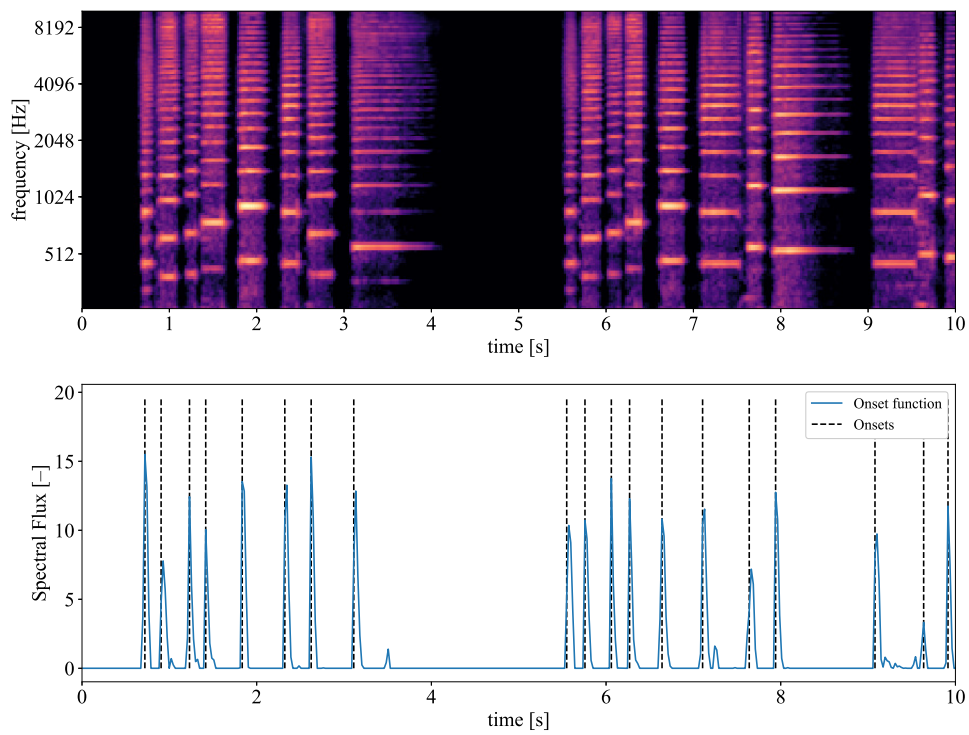 8192
4096
2048
1024
512
frequency [Hz]
0 1 2 3 4 5 6 7 8 9 10
time [s]
20
15
10
5
0
Spectral Flux [−]
Onset function
Onsets
0 2 4 6 8 10
time [s]